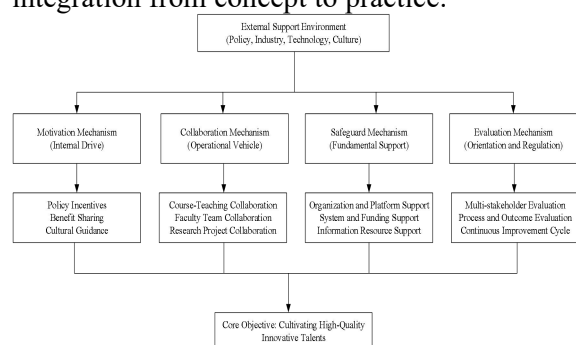 integration from concept to practice.
External Support Environment
(Policy, Industry, Technology, Culture)
Motivation Mechanism
(Internal Drive)
Collaboration Mechanism
(Operational Vehicle)
Safeguard Mechanism
(Fundamental Support)
Evaluation Mechanism
(Orientation and Regulation)
Policy Incentives
Benefit Sharing
Cultural Guidance
Course-Teaching Collaboration
Faculty Team Collaboration
Research Project Collaboration
Organization and Platform Support
System and Funding Support
Information Resource Support
Multi-stakeholder Evaluation
Process and Outcome Evaluation
Continuous Improvement Cycle
Core Objective: Cultivating High-Quality
Innovative Talents